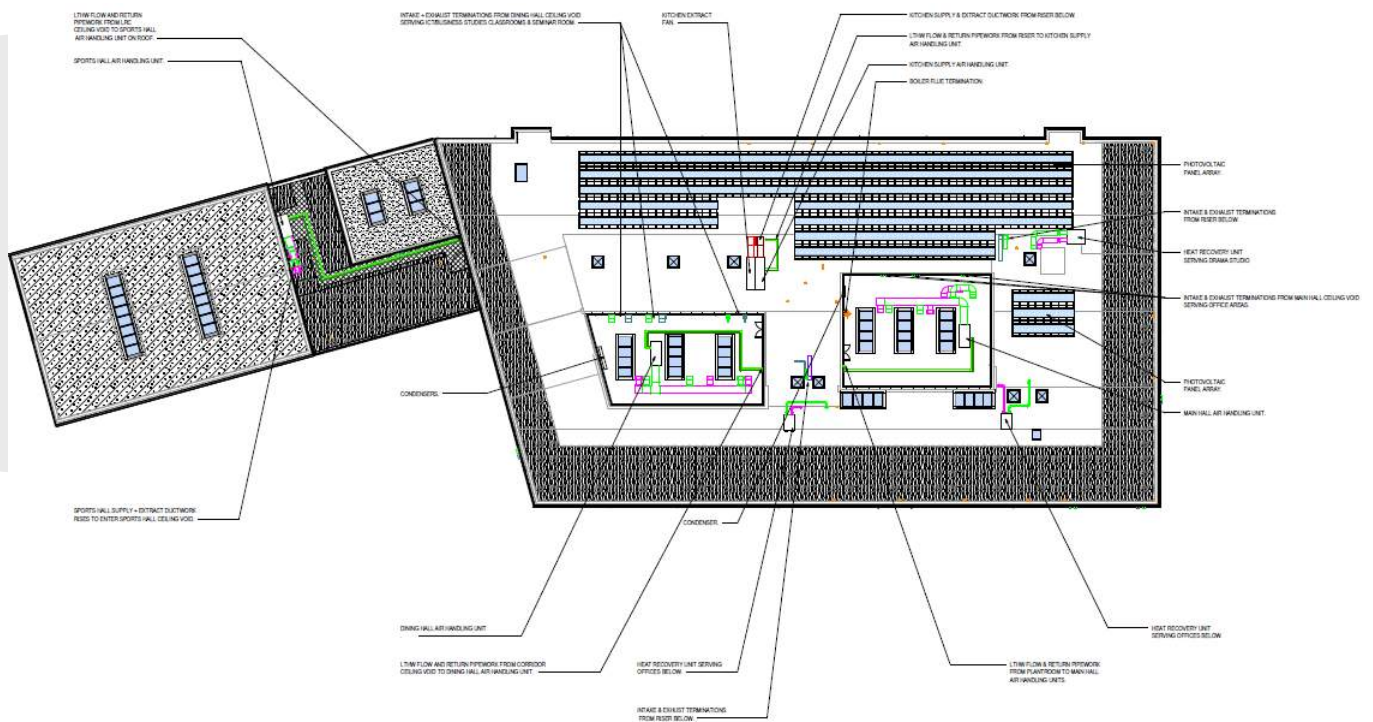 LTHW FLOW AND RETURN
PIPEWORK FROM LRC
CEILING VOID TO SPORTS HALL
AIR HANDLING UNIT ON ROOF.
SPORTS HALL AIR HANDLING UNIT.
INTAKE + EXHAUST TERMINATIONS FROM DINING HALL CEILING VOID
SERVING ICT/BUSINESS STUDIES CLASSROOMS & SEMINAR ROOM.
KITCHEN EXTRACT
FAN.
KITCHEN SUPPLY & EXTRACT DUCTWORK FROM RISER BELOW.
LTHW FLOW & RETURN PIPEWORK FROM RISER TO KITCHEN SUPPLY
AIR HANDLING UNIT.
KITCHEN SUPPLY AIR HANDLING UNIT.
BOILER FLUE TERMINATION.
PHOTOVOLTAIC
PANEL ARRAY.
INTAKE & EXHAUST TERMINATIONS
FROM RISER BELOW.
HEAT RECOVERY UNIT
SERVING DRAMA STUDIO
INTAKE & EXHAUST TERMINATIONS FROM MAIN HALL CEILING VOID
SERVING OFFICE AREAS.
PHOTOVOLTAIC
PANEL ARRAY.
MAIN HALL AIR HANDLING UNIT.
CONDENSERS.
SPORTS HALL SUPPLY + EXTRACT DUCTWORK
RISES TO ENTER SPORTS HALL CEILING VOID.
CONDENSER.
DINING HALL AIR HANDLING UNIT
LTHW FLOW AND RETURN PIPEWORK FROM CORRIDOR
CEILING VOID TO DINING HALL AIR HANDLING UNIT.
HEAT RECOVERY UNIT SERVING
OFFICES BELOW.
INTAKE & EXHAUST TERMINATIONS
FROM RISER BELOW.
LTHW FLOW & RETURN PIPEWORK
FROM PLANTROOM TO MAIN HALL
AIR HANDLING UNITS.
HEAT RECOVERY UNIT
SERVING OFFICES BELOW.